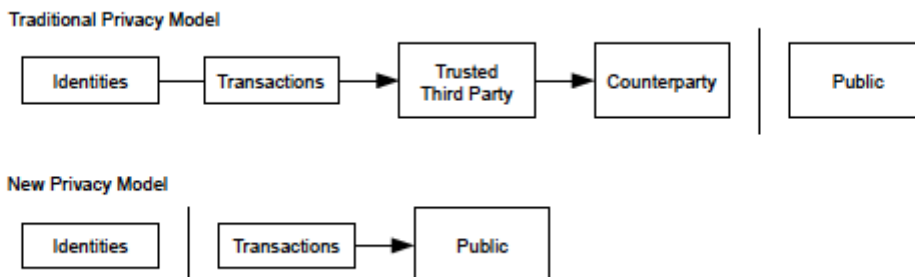 Traditional Privacy Model
Identities
Transactions
Trusted
Third Party
Counterparty
Public
New Privacy Model
Identities
Transactions
Public